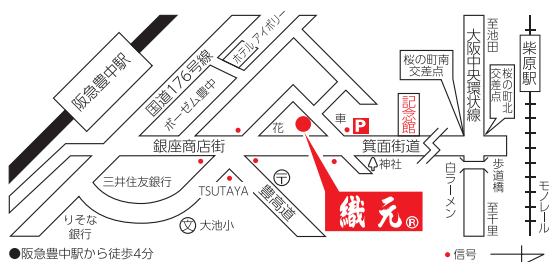 阪急豊中駅
国道176号線
ボーゼム豊中
ホテルアイボリー
至池田
大阪中央環状線
桜の町南
交差点
桜の町北
交差点
柴原駅
記念館
車
P
花
銀座商店街
箕面街道
神社
三井住友銀行
TSUTAYA
〒
豊高道
織元®
白ラーメン
歩道橋
至千里
モノレール
りそな
銀行
文
大池小
●阪急豊中駅から徒歩4分
●信号